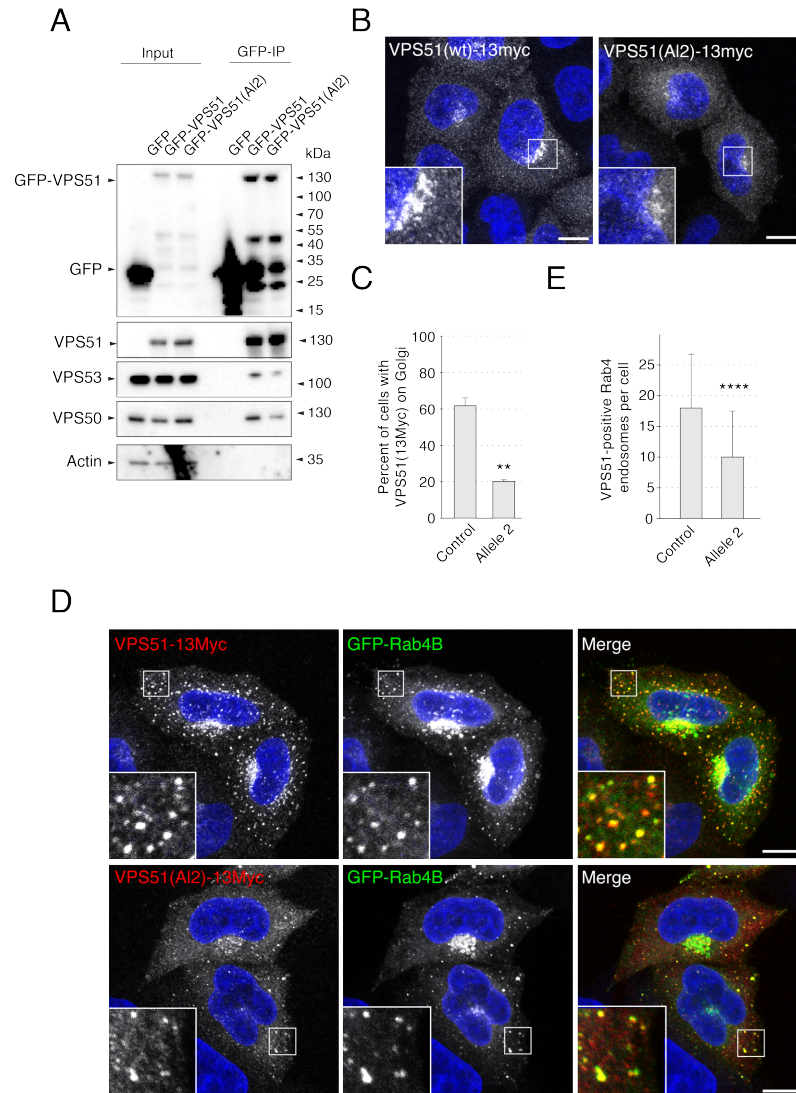 A
Input
GFP-IP
GFP
GFP-VPS51
GFP-VPS51(Al2)
GFP
GFP-VPS51
GFP-VPS51(Al2)
kDa
GFP-VPS51
130
100
70
55
40
35
25
15
GFP
VPS51
130
VPS53
100
VPS50
130
Actin
35
B
VPS51(wt)-13myc
VPS51(Al2)-13myc
C
Percent of cells with
VPS51(13Myc) on Golgi
100
80
60
40
20
0
**
Control
Allele 2
E
VPS51-positive Rab4
endosomes per cell
25
20
15
10
5
0
****
Control
Allele 2
D
VPS51-13Myc
GFP-Rab4B
Merge
VPS51(Al2)-13Myc
GFP-Rab4B
Merge